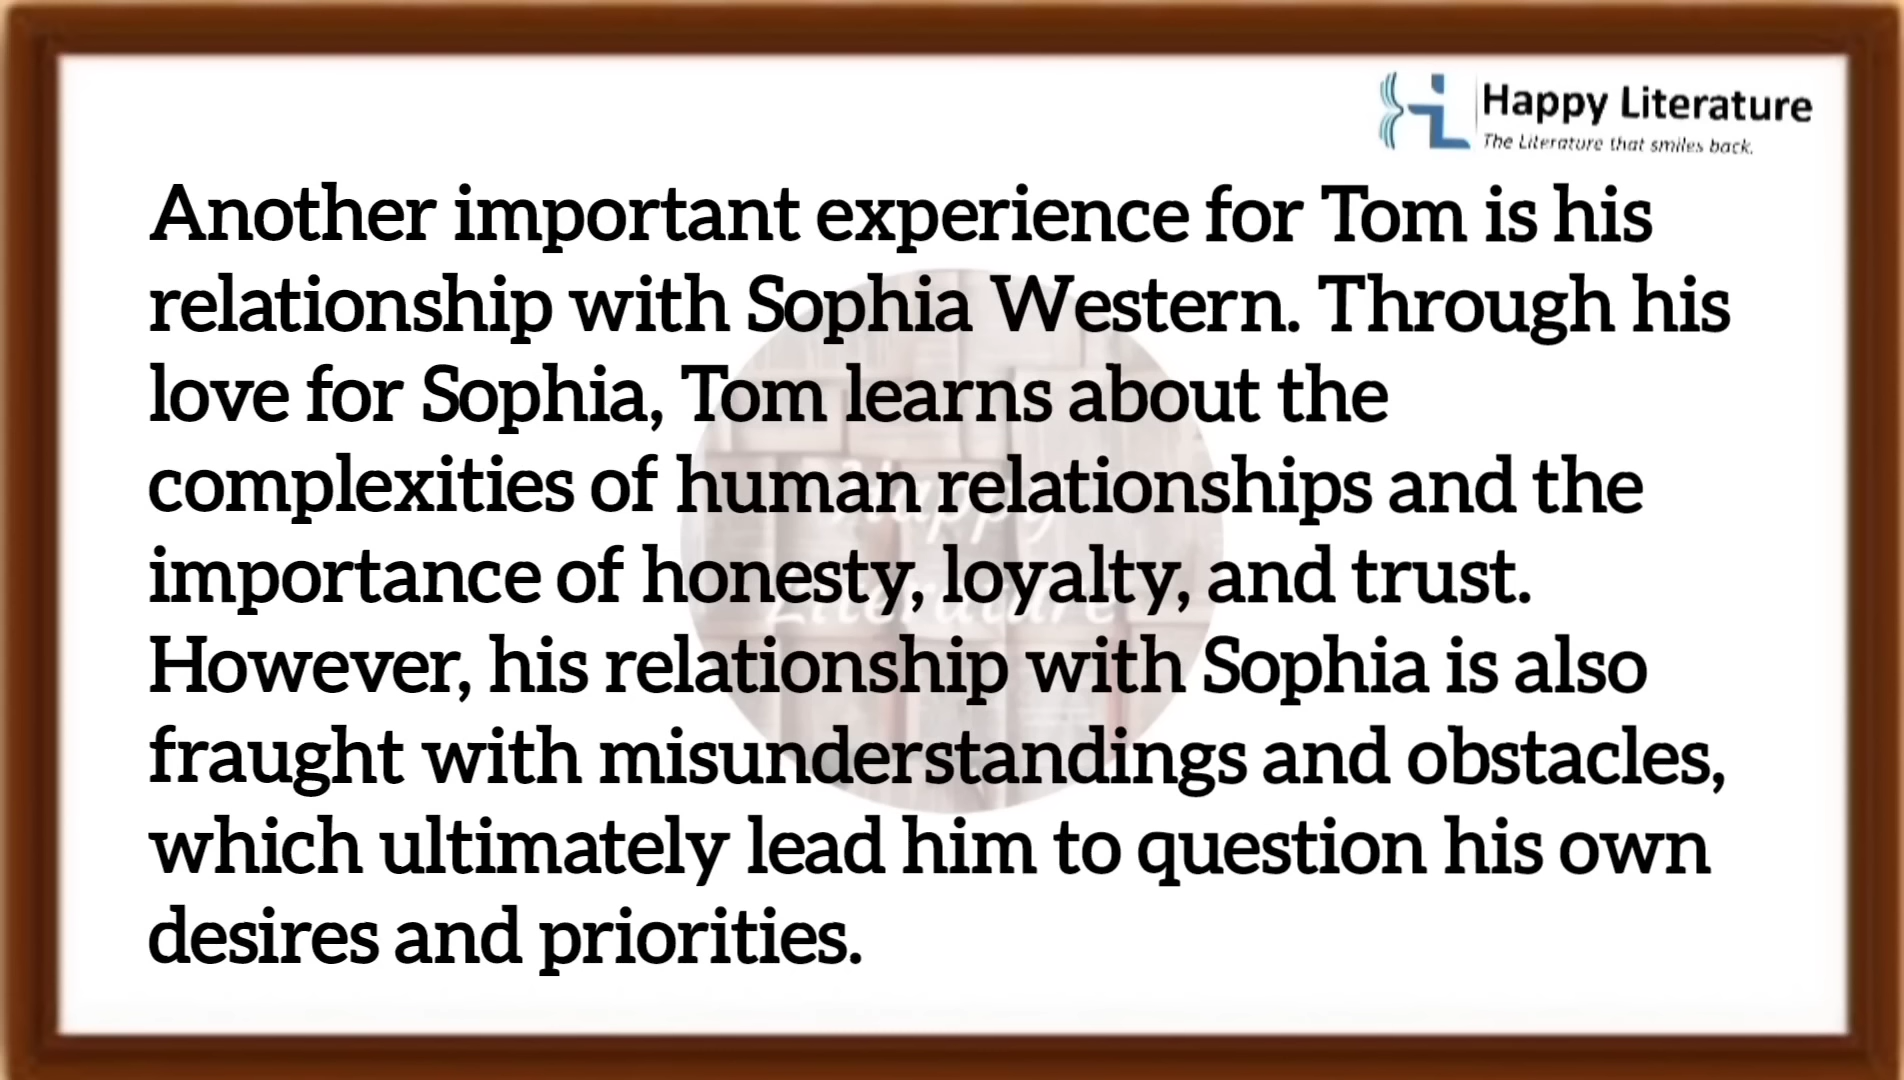 Happy Literature
The Literature that smiles back.
Another important experience for Tom is his
relationship with Sophia Western. Through his
love for Sophia, Tom learns about the
complexities of human relationships and the
importance of honesty, loyalty, and trust.
However, his relationship with Sophia is also
fraught with misunderstandings and obstacles,
which ultimately lead him to question his own
desires and priorities.
Happy
Literature